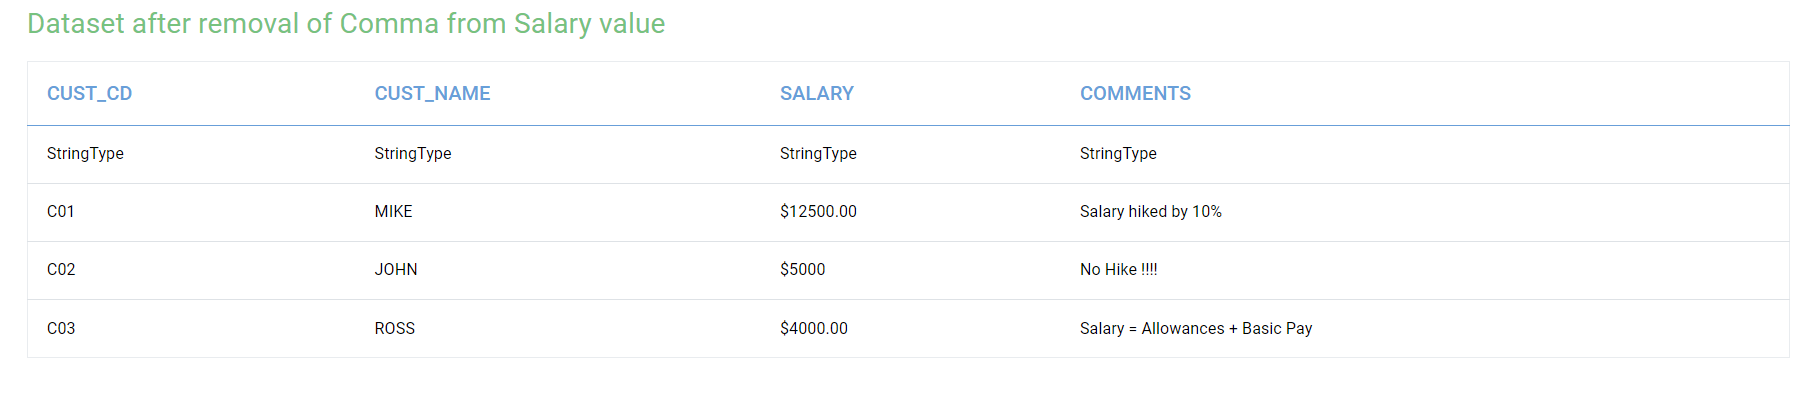 Dataset after removal of Comma from Salary value
CUST_CD CUST_NAME SALARY COMMENTS
StringType StringType StringType StringType
C01 MIKE $12500.00 Salary hiked by 10%
C02 JOHN $5000 No Hike !!!!
C03 ROSS $4000.00 Salary = Allowances + Basic Pay